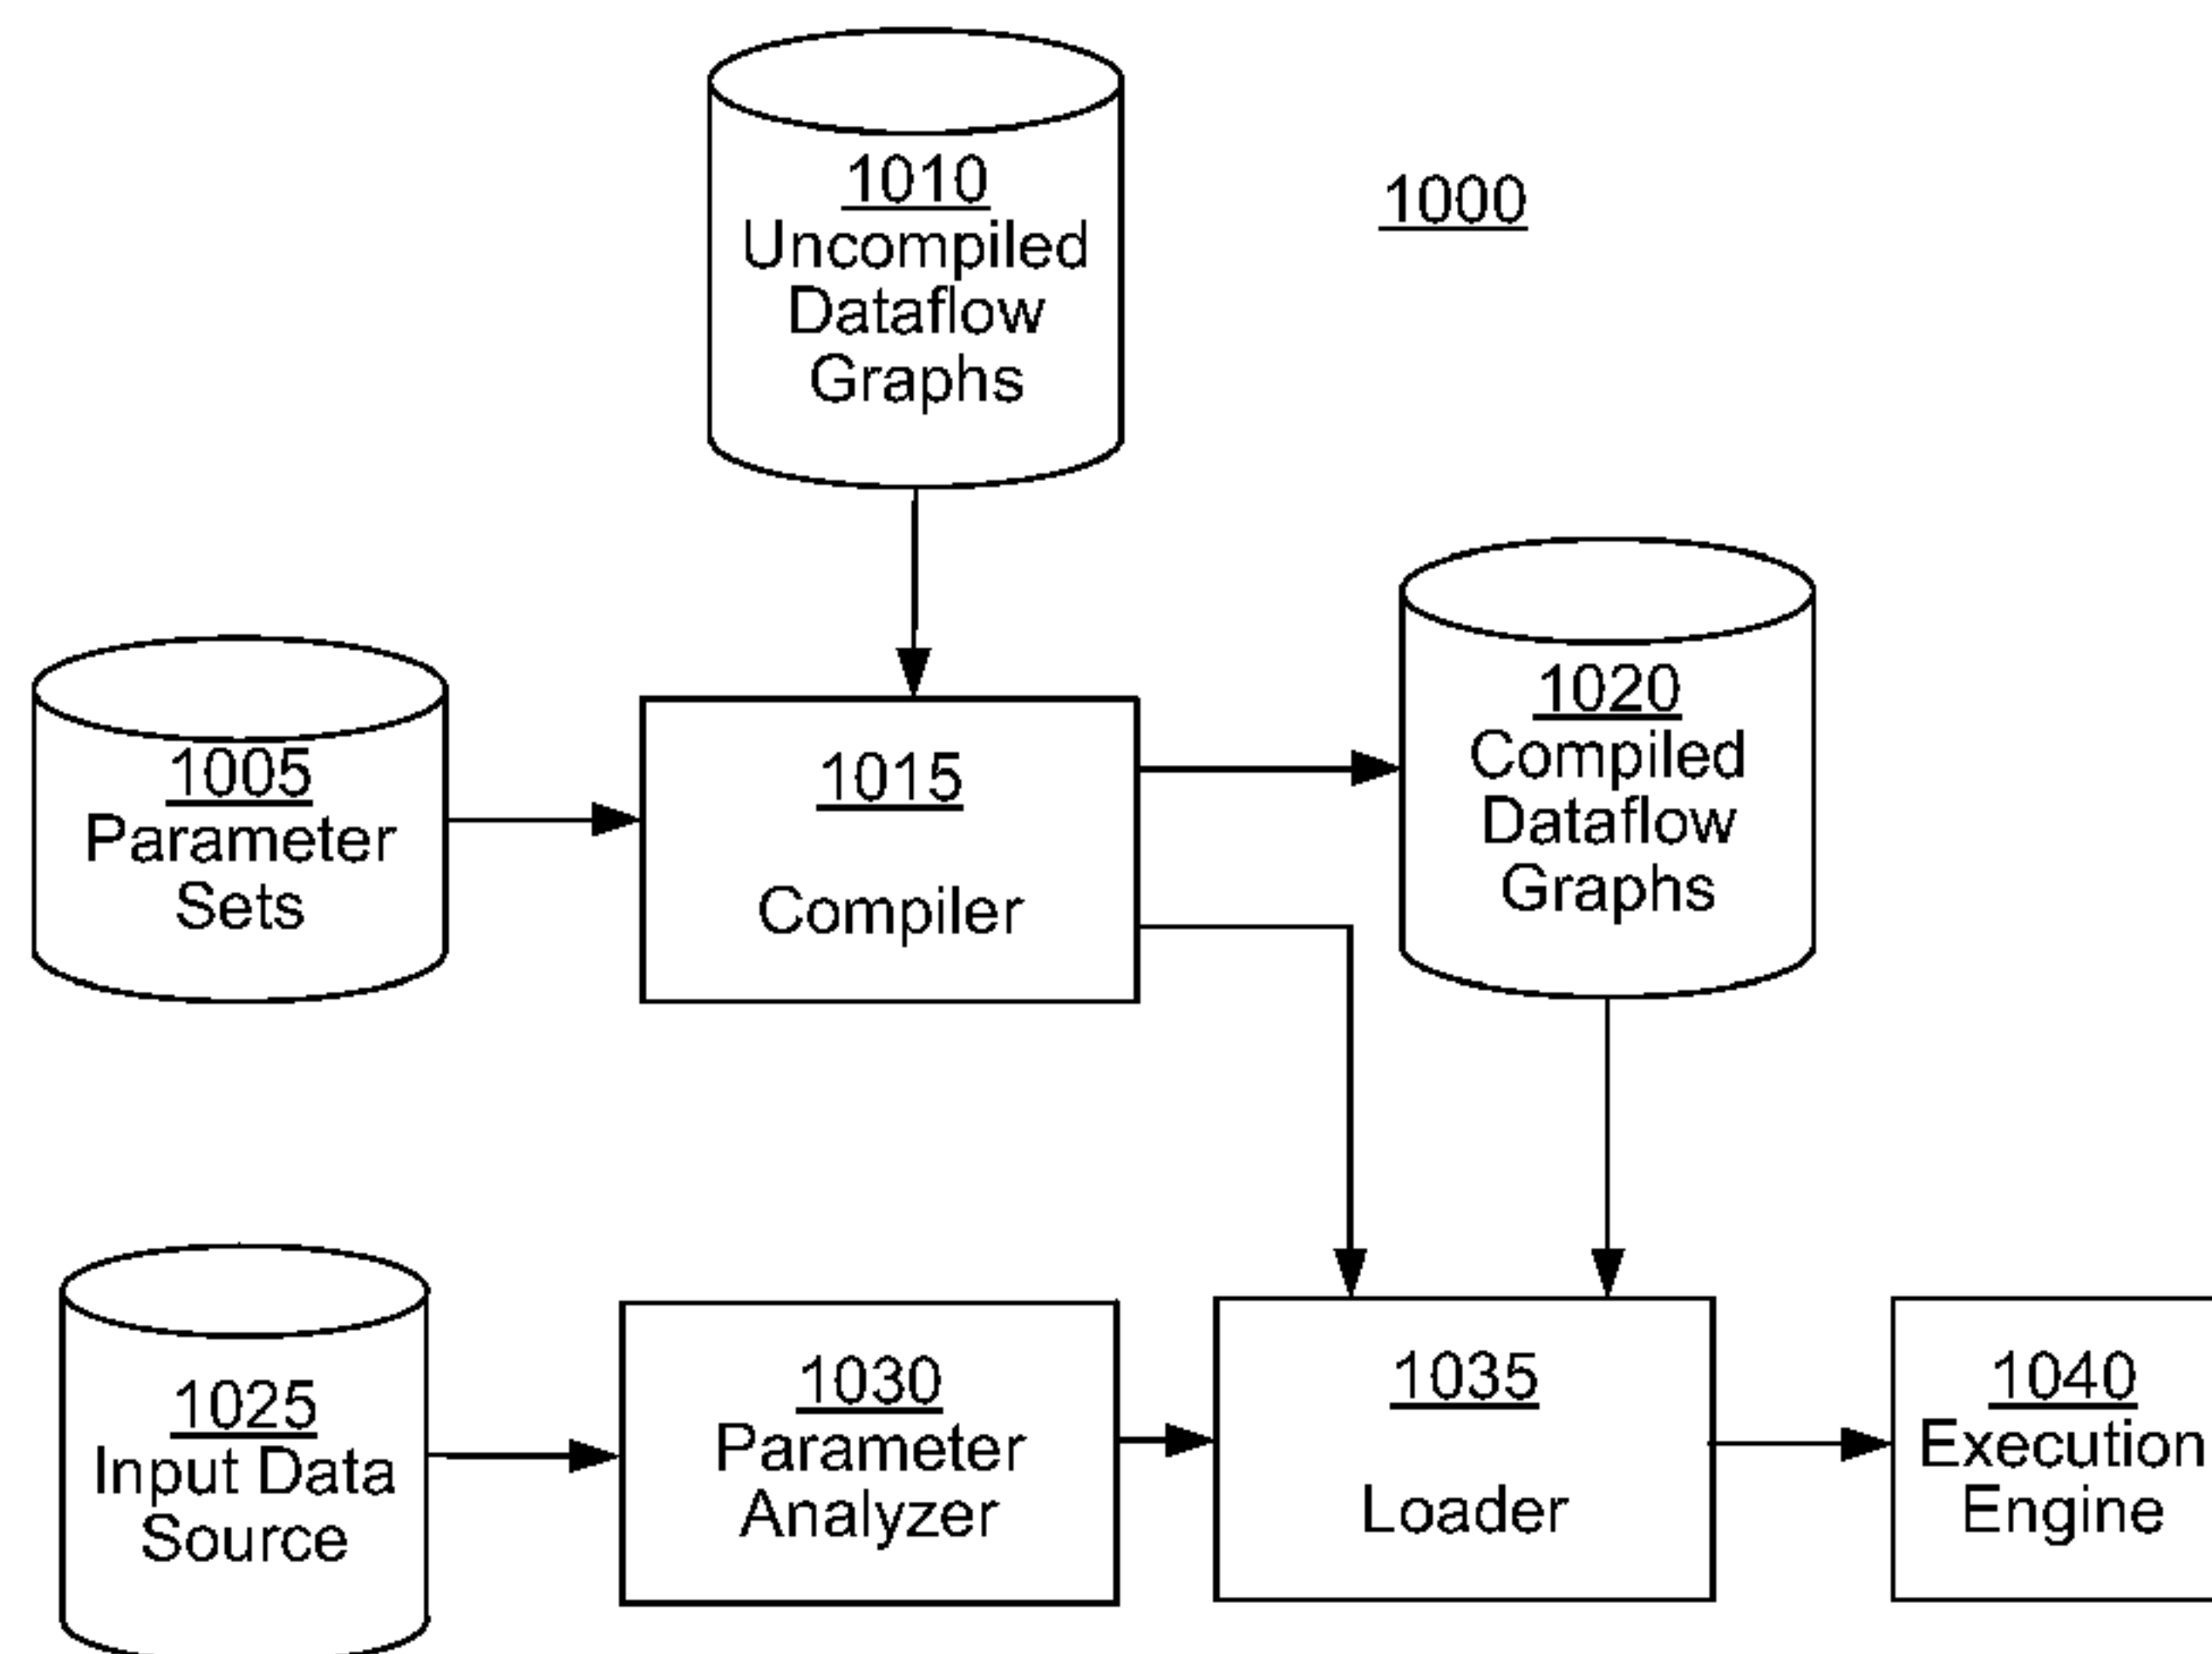 1010
Uncompiled
Dataflow
Graphs
1000
1005
Parameter
Sets
1015
Compiler
1020
Compiled
Dataflow
Graphs
1025
Input Data
Source
1030
Parameter
Analyzer
1035
Loader
1040
Execution
Engine